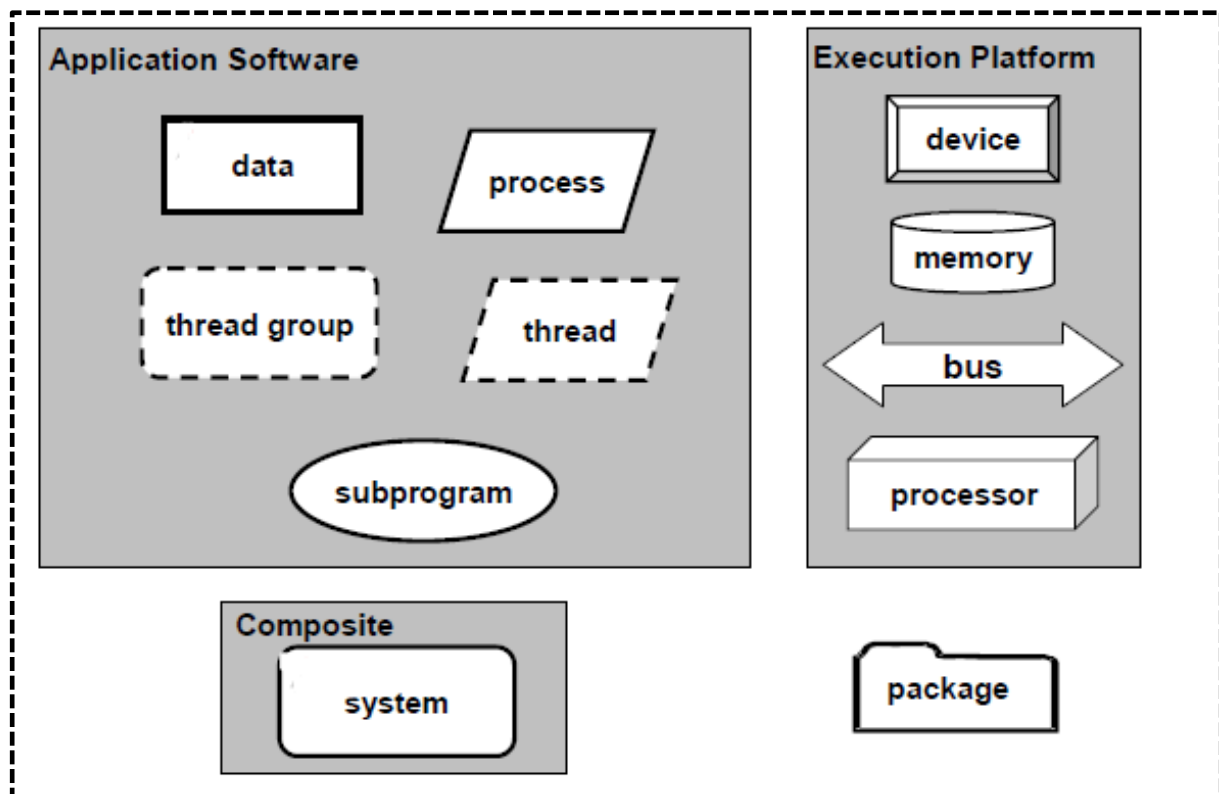 Application Software
data
process
thread group
thread
subprogram
Execution Platform
device
memory
bus
processor
Composite
system
package